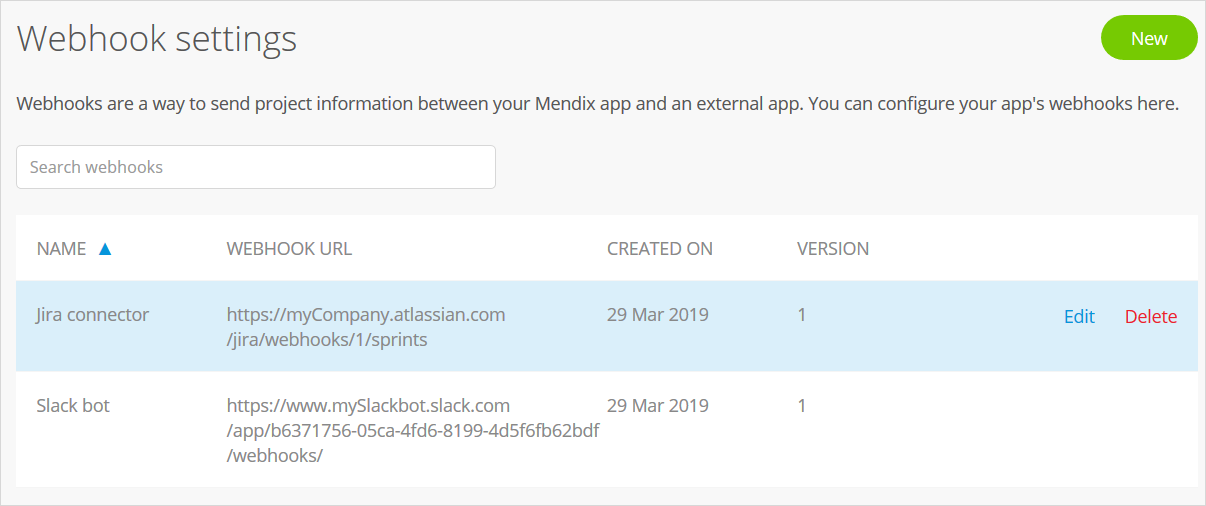 Webhook settings
New
Webhooks are a way to send project information between your Mendix app and an external app. You can configure your app's webhooks here.
Search webhooks
NAME WEBHOOK URL CREATED ON VERSION
Jira connector https://myCompany.atlassian.com 29 Mar 2019 1 Edit Delete
/jira/webhooks/1/sprints
Slack bot https://www.mySlackbot.slack.com 29 Mar 2019 1
/app/b6371756-05ca-4fd6-8199-4d5f6fb62bdf
/webhooks/